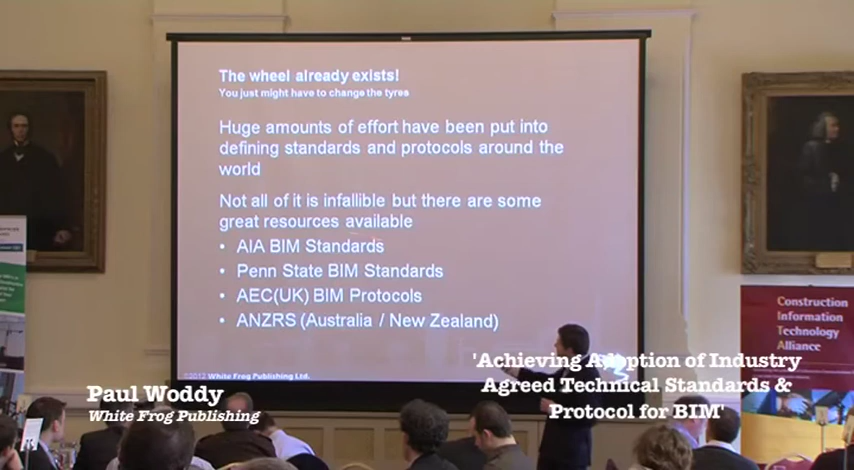 The wheel already exists!
You just might have to change the tyres
Huge amounts of effort have been put into
defining standards and protocols around the
world
Not all of it is infallible but there are some
great resources available
• AIA BIM Standards
• Penn State BIM Standards
• AEC(UK) BIM Protocols
• ANZRS (Australia / New Zealand)
©2012 White Frog Publishing Ltd.
Construction
Information
Technology
Alliance
'Achieving Adoption of Industry
Agreed Technical Standards &
Protocol for BIM'
Paul Woddy
White Frog Publishing